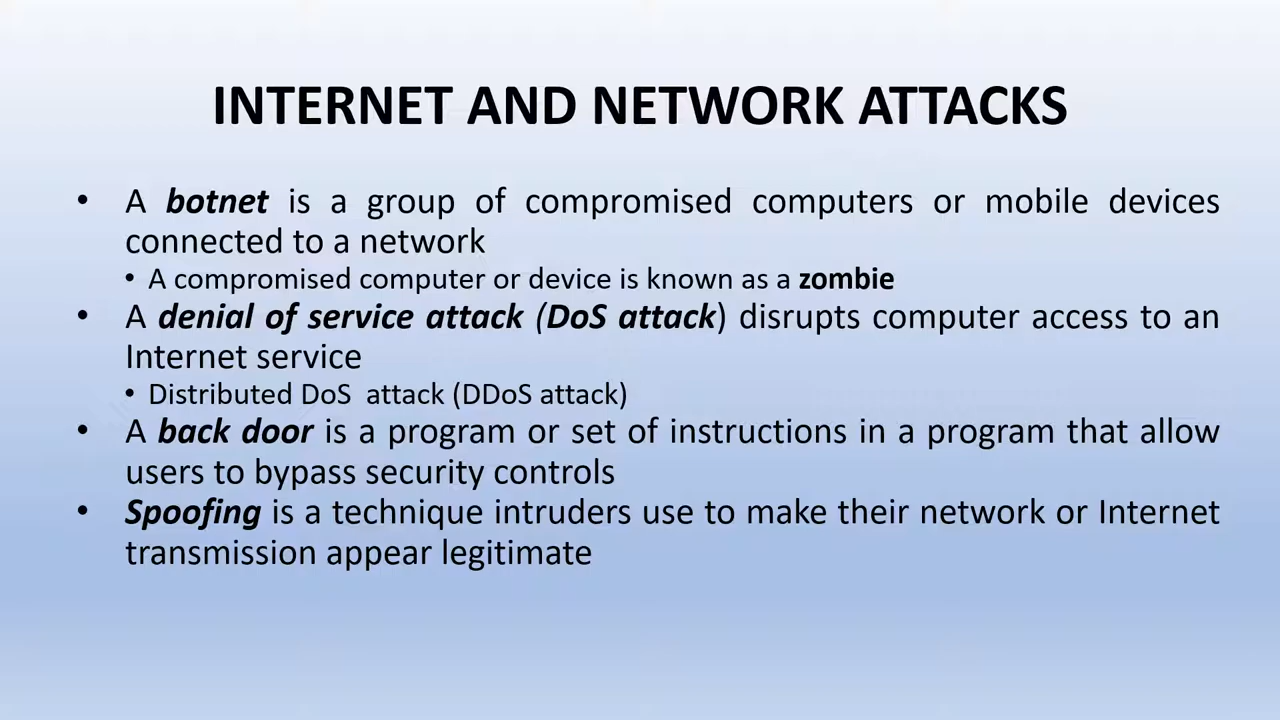 INTERNET AND NETWORK ATTACKS
• A botnet is a group of compromised computers or mobile devices
connected to a network
• A compromised computer or device is known as a zombie
• A denial of service attack (DoS attack) disrupts computer access to an
Internet service
• Distributed DoS attack (DDoS attack)
• A back door is a program or set of instructions in a program that allow
users to bypass security controls
• Spoofing is a technique intruders use to make their network or Internet
transmission appear legitimate